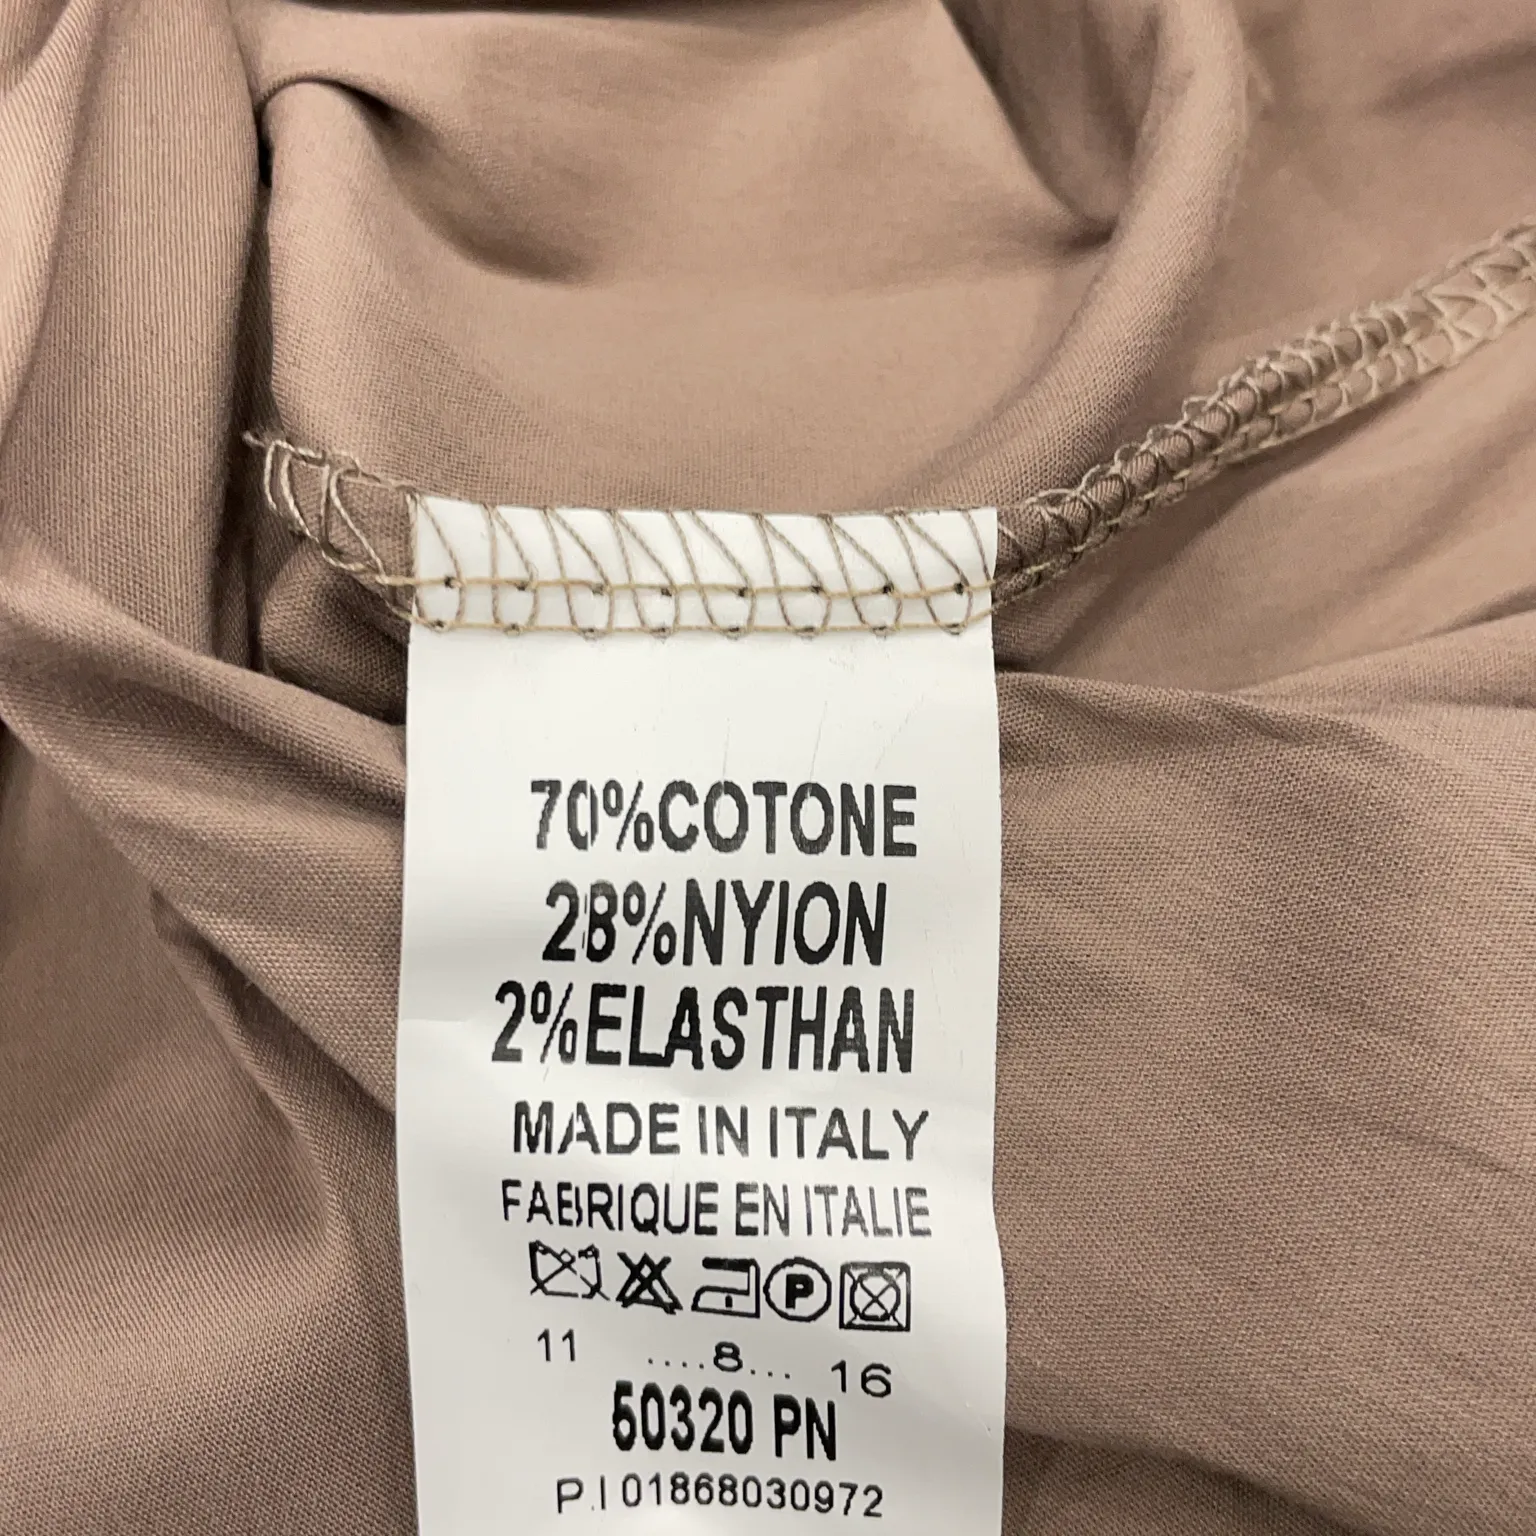 70%COTONE
28%NYION
2%ELASTHAN
MADE IN ITALY
FABRIQUE EN ITALIE
P
11 ....8... 16
50320 PN
P.I 01868030972